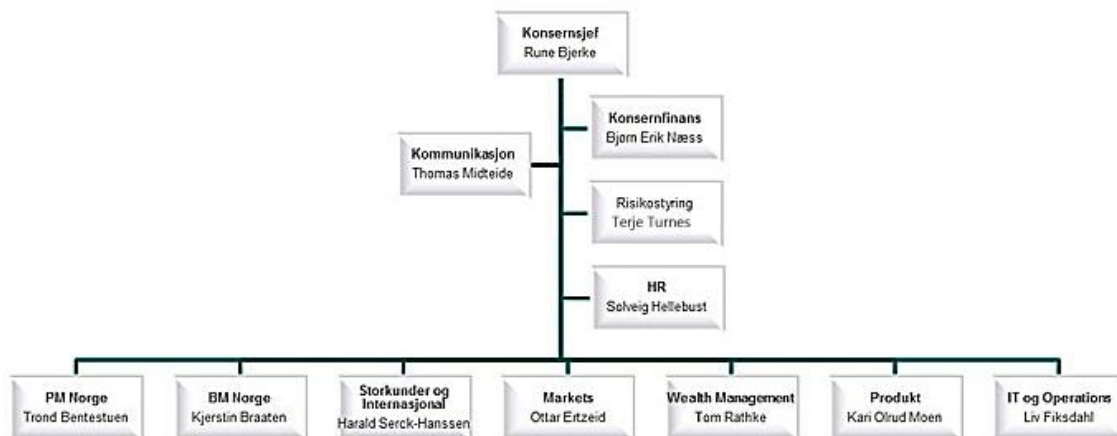 Konsernsjef
Rune Bjerke
Konsernfinans
Bjørn Erik Næss
Kommunikasjon
Thomas Midteide
Risikostyring
Terje Turnes
HR
Solveig Hellebust
PM Norge
Trond Bentestuen
BM Norge
Kjerstin Braaten
Storkunder og
Internasjonal
Harald Serck-Hanssen
Markets
Ottar Ertzeid
Wealth Management
Tom Rathke
Produkt
Kari Olrud Moen
IT og Operations
Liv Fiksdahl